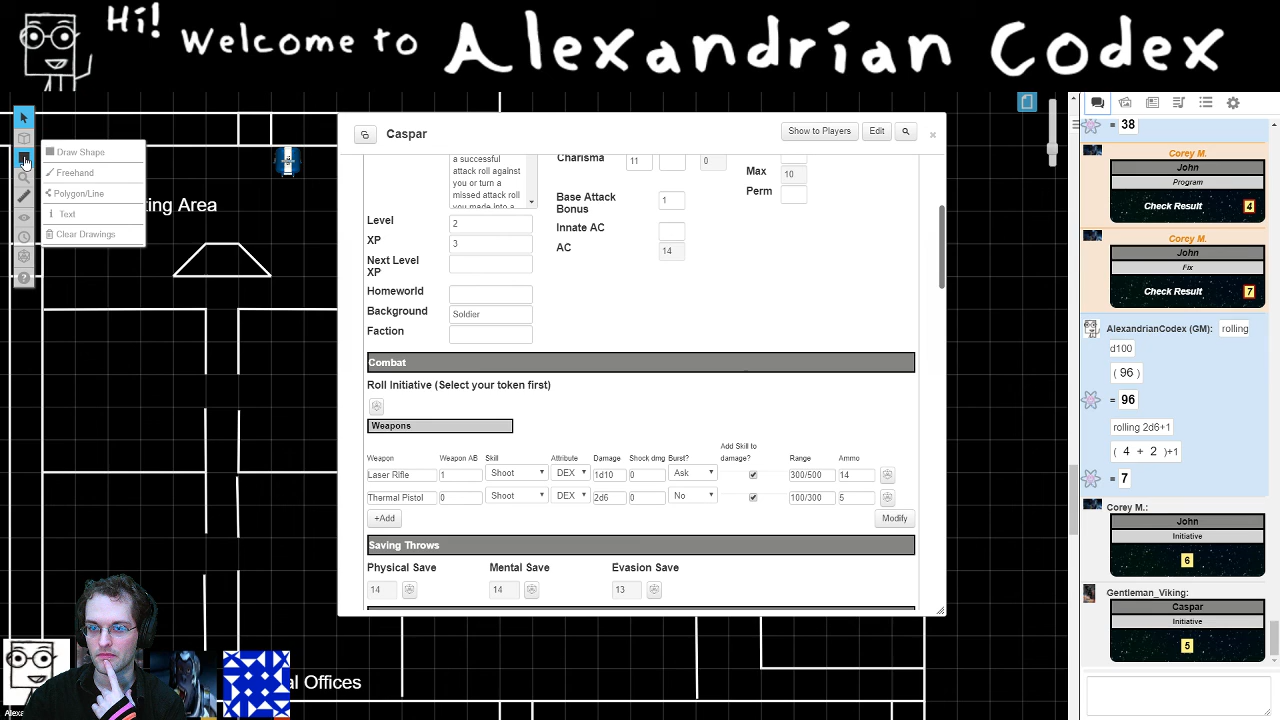 Hi! Welcome to Alexandrian Codex
Draw Shape
Freehand
Polygon/Line
Text
Clear Drawings
ting Area
al Offices
Alexa
Caspar
Show to Players
Edit
a successful
attack roll against
you or turn a
missed attack roll
you made into a
Charisma
11
0
Max
10
Perm
Base Attack
Bonus
1
Innate AC
AC
14
Level
2
XP
3
Next Level
XP
Homeworld
Background
Soldier
Faction
Combat
Roll Initiative (Select your token first)
Weapons
Weapon Weapon AB Skill Attribute Damage Shock dmg Burst? Add Skill to damage? Range Ammo
Laser Rifle 1 Shoot DEX 1d10 0 Ask 300/500 14
Thermal Pistol 0 Shoot DEX 2d6 0 No 100/300 5
+Add
Modify
Saving Throws
Physical Save Mental Save Evasion Save
14 14 13
= 38
Corey M.
John
Program
Check Result 4
Corey M.
John
Fix
Check Result 7
AlexandrianCodex (GM): rolling
d100
( 96 )
= 96
rolling 2d6+1
( 4 + 2 )+1
= 7
Corey M.:
John
Initiative
6
Gentleman_Viking:
Caspar
Initiative
5